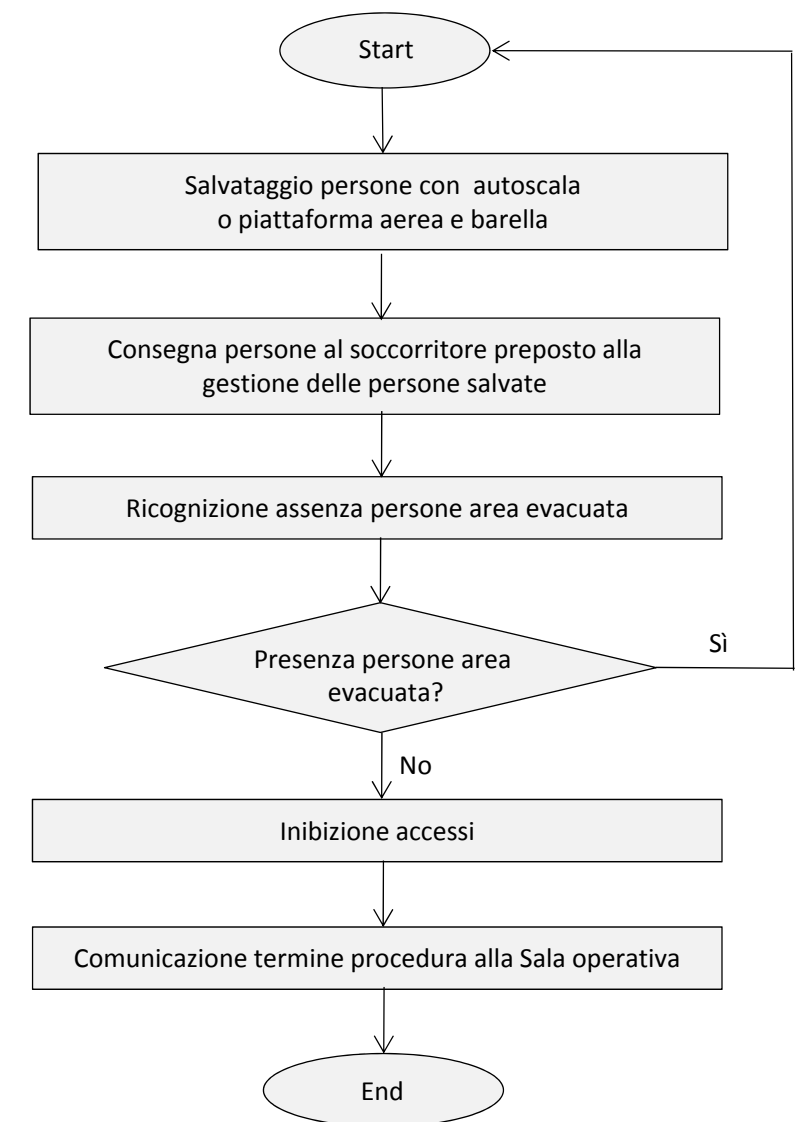 Start
Salvataggio persone con autoscala
o piattaforma aerea e barella
Consegna persone al soccorritore preposto alla
gestione delle persone salvate
Ricognizione assenza persone area evacuata
Presenza persone area
evacuata?
Sì
No
Inibizione accessi
Comunicazione termine procedura alla Sala operativa
End